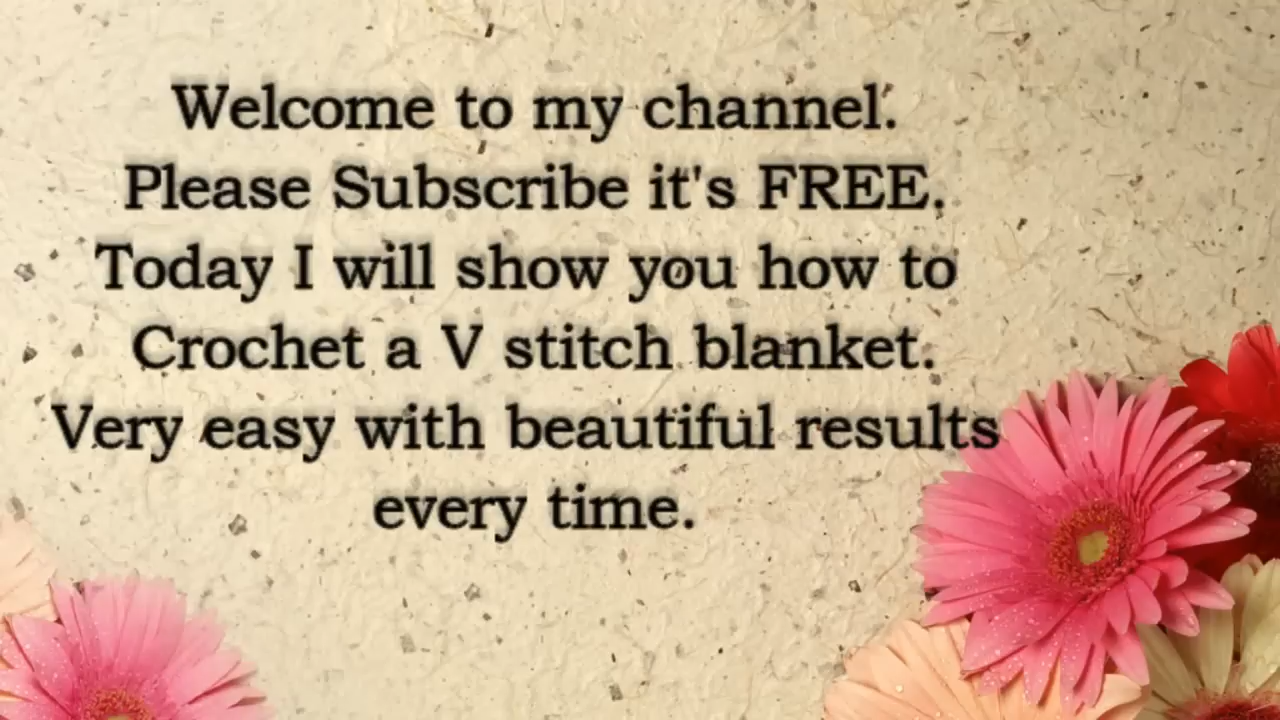 Welcome to my channel.
Please Subscribe it's FREE.
Today I will show you how to
Crochet a V stitch blanket.
Very easy with beautiful results
every time.